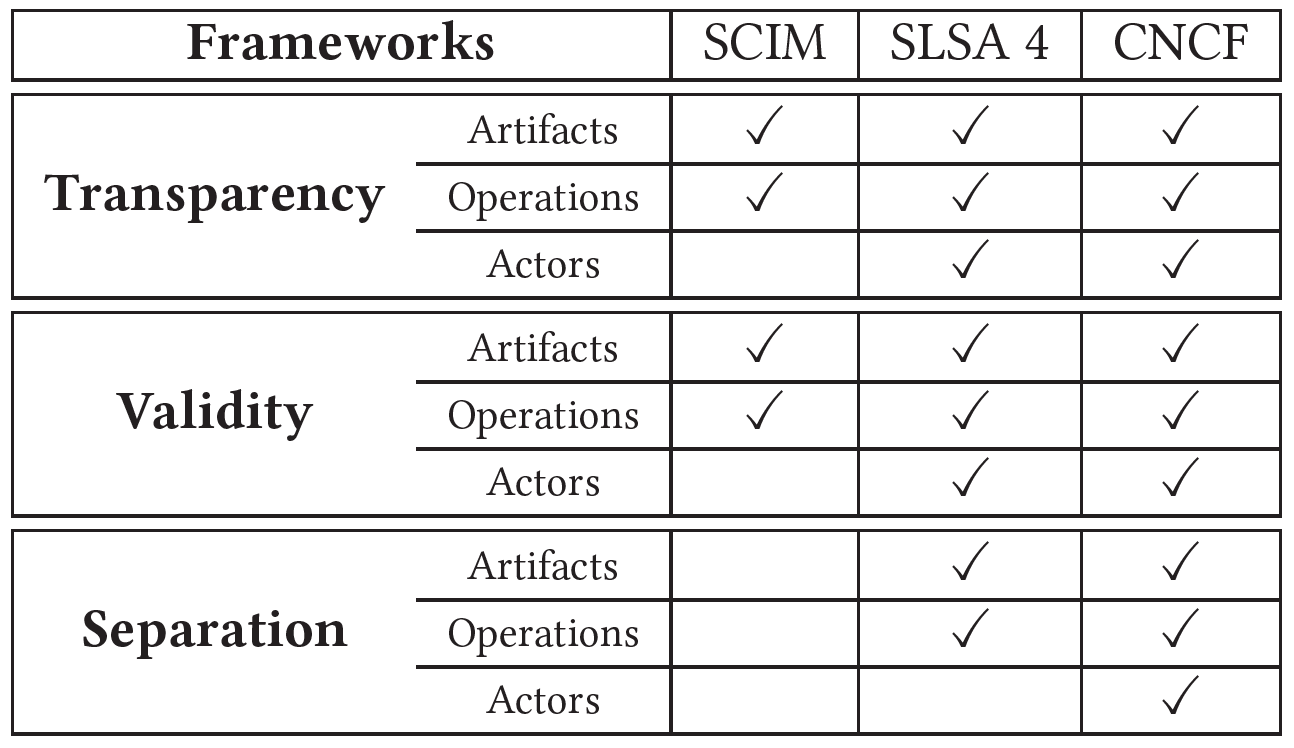 Frameworks SCIM SLSA 4 CNCF
Artifacts ✓ ✓ ✓
Transparency Operations ✓ ✓ ✓
Actors ✓ ✓
Artifacts ✓ ✓ ✓
Validity Operations ✓ ✓ ✓
Actors ✓ ✓
Artifacts ✓ ✓
Separation Operations ✓ ✓
Actors ✓